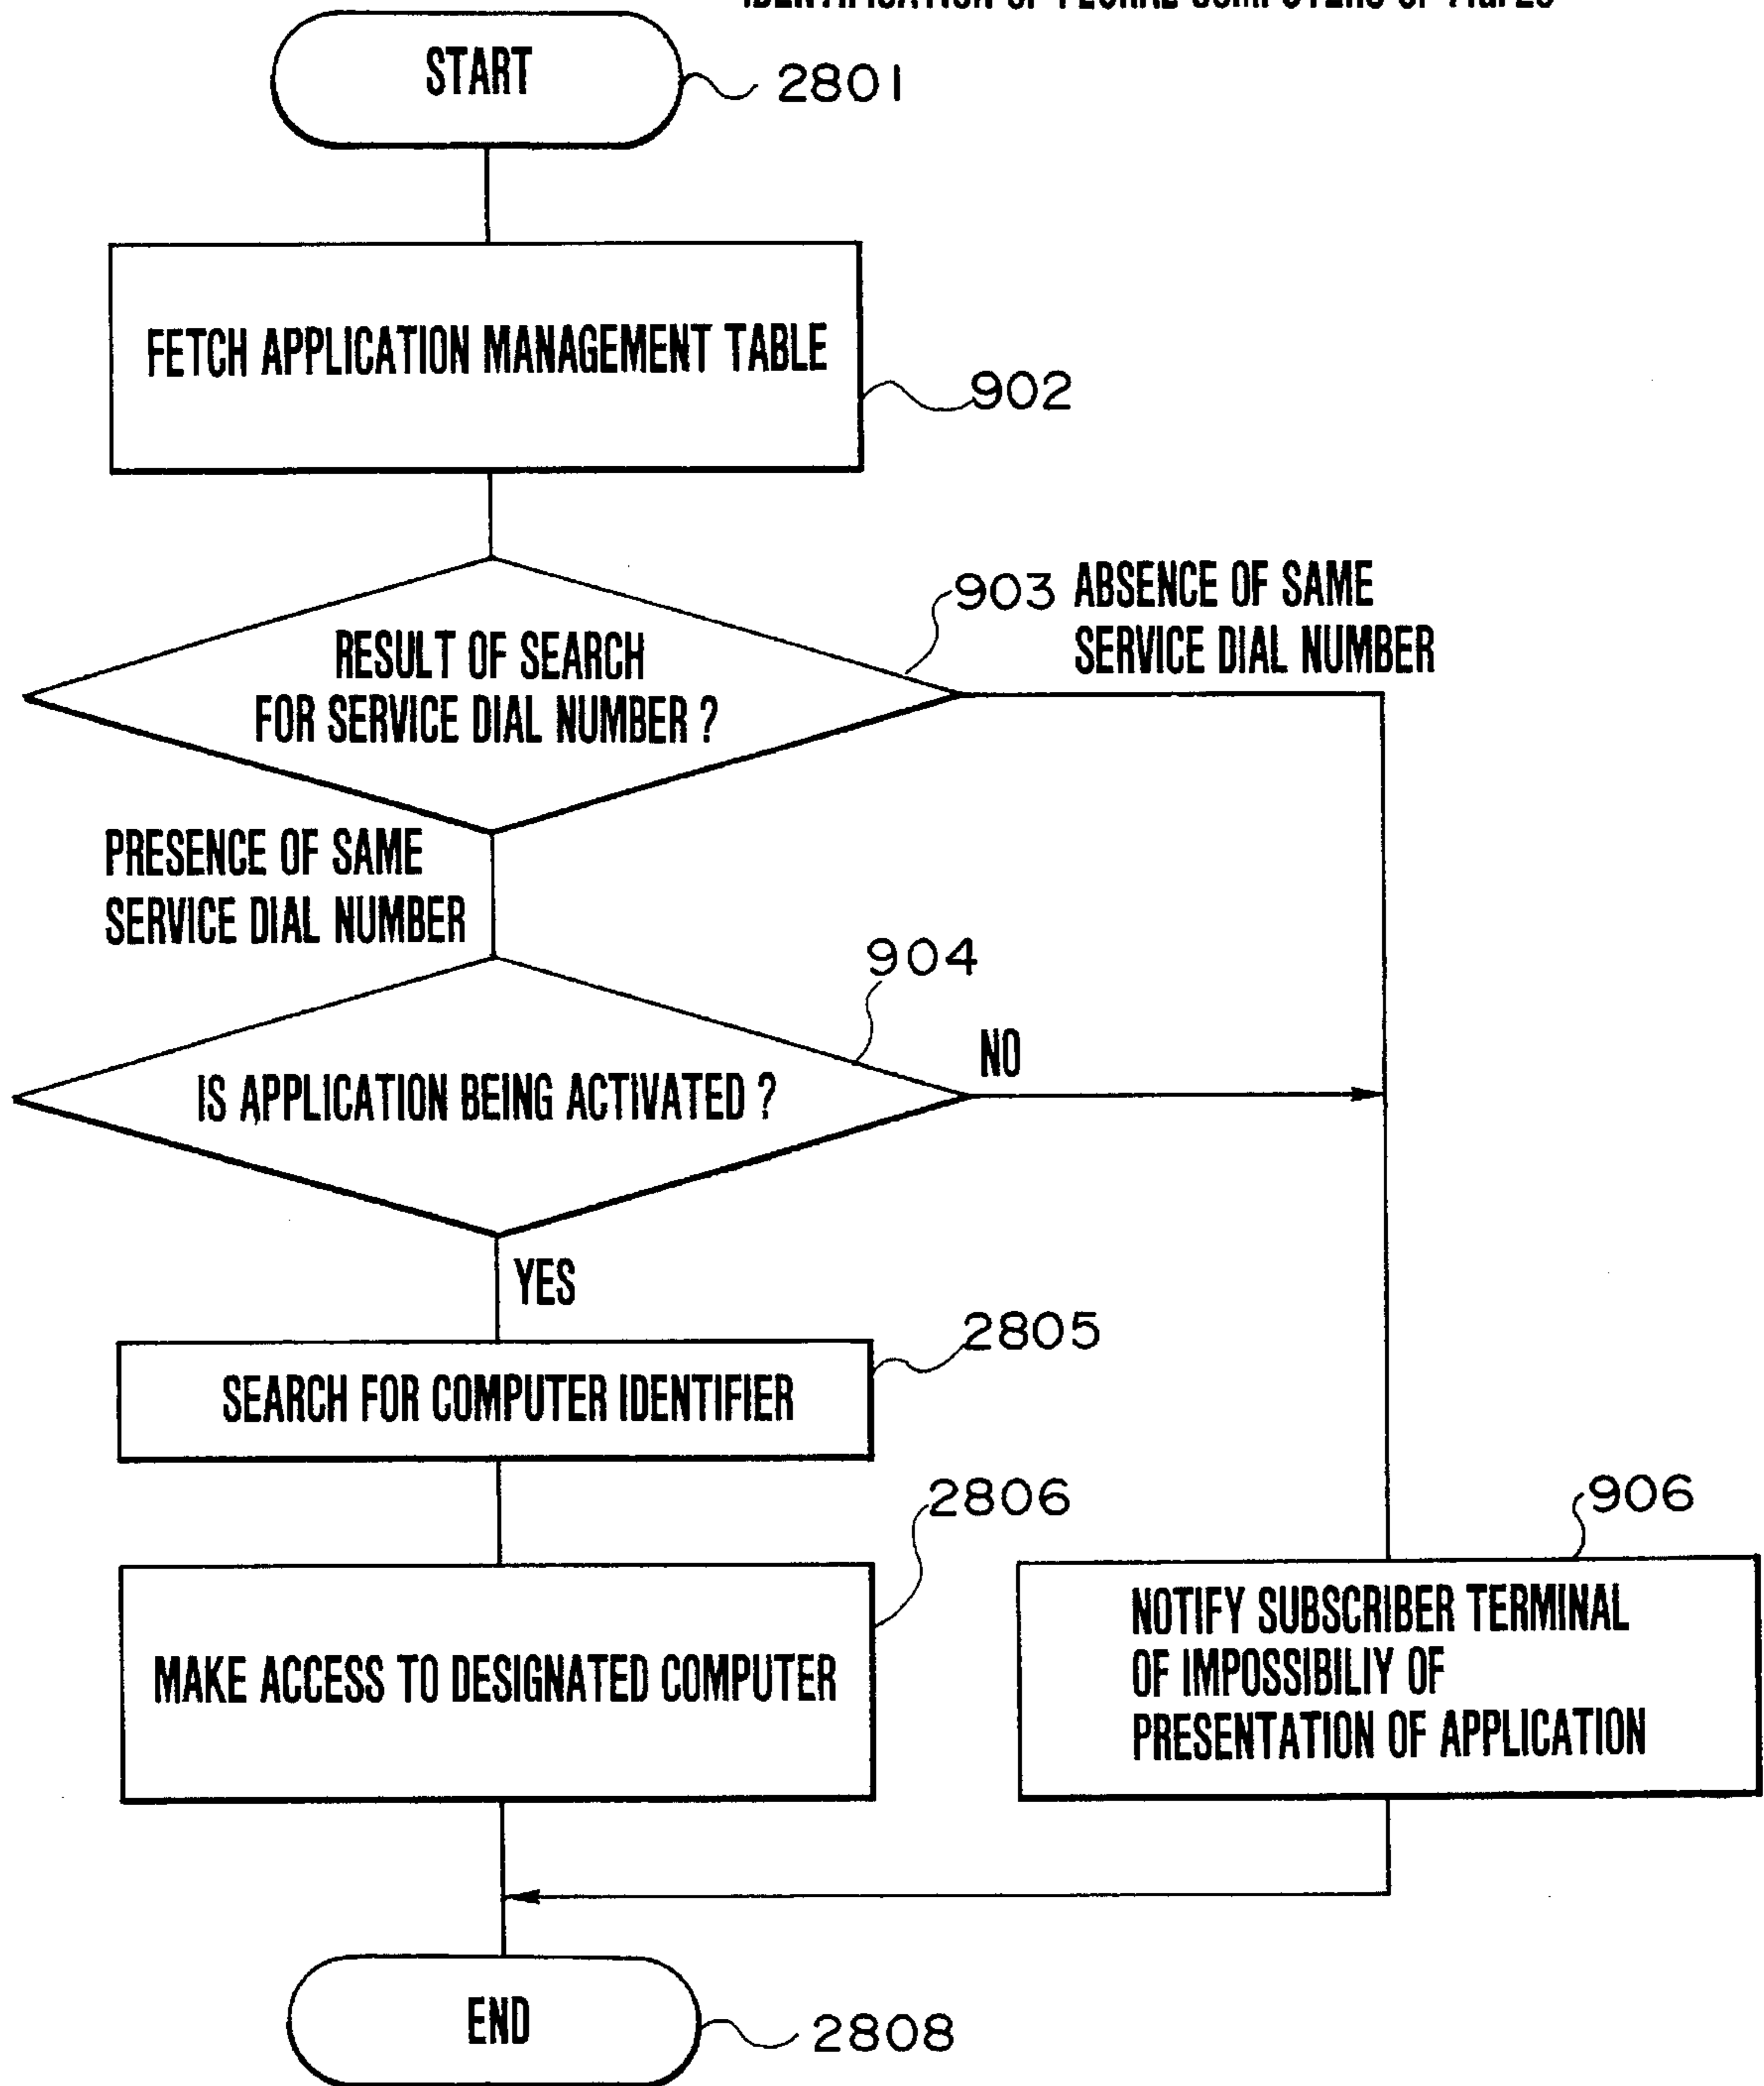 START
2801
FETCH APPLICATION MANAGEMENT TABLE
902
RESULT OF SEARCH
FOR SERVICE DIAL NUMBER ?
903
ABSENCE OF SAME
SERVICE DIAL NUMBER
PRESENCE OF SAME
SERVICE DIAL NUMBER
904
IS APPLICATION BEING ACTIVATED ?
NO
YES
2805
SEARCH FOR COMPUTER IDENTIFIER
2806
MAKE ACCESS TO DESIGNATED COMPUTER
906
NOTIFY SUBSCRIBER TERMINAL
OF IMPOSSIBILIY OF
PRESENTATION OF APPLICATION
END
2808